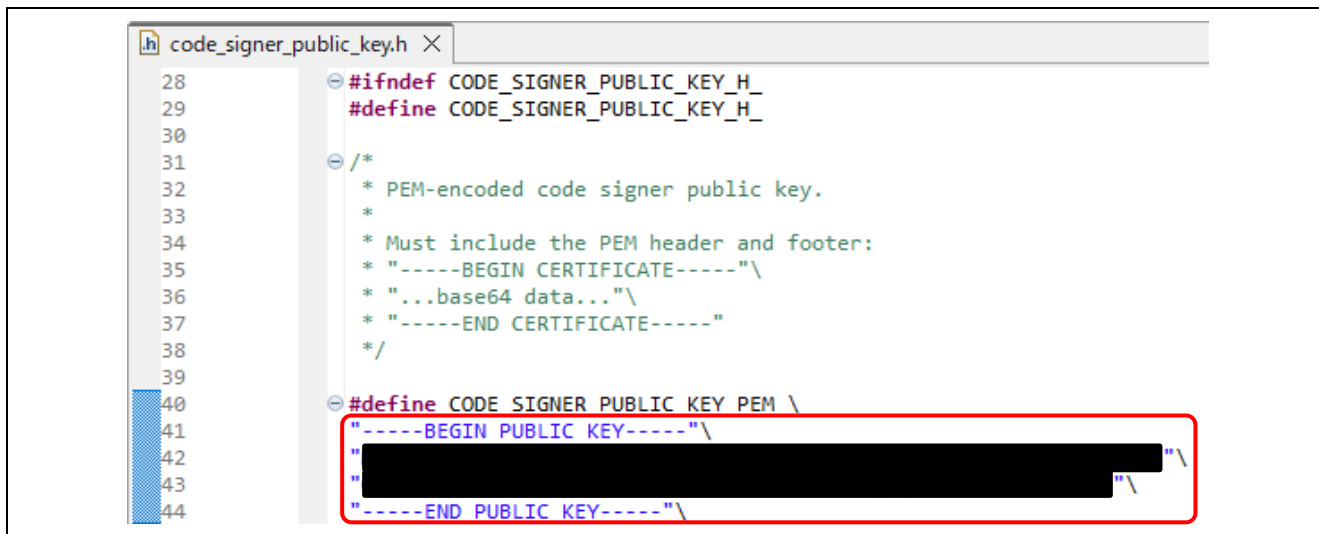 code_signer_public_key.h
28 #ifndef CODE_SIGNER_PUBLIC_KEY_H_
29 #define CODE_SIGNER_PUBLIC_KEY_H_
30
31 /*
32 * PEM-encoded code signer public key.
33 *
34 * Must include the PEM header and footer:
35 * "-----BEGIN CERTIFICATE-----"\
36 * "...base64 data..."\
37 * "-----END CERTIFICATE-----"
38 */
39
40 #define CODE_SIGNER_PUBLIC_KEY_PEM \
41 "-----BEGIN PUBLIC KEY-----"\
42 " "\
43 " "\
44 "-----END PUBLIC KEY-----"\